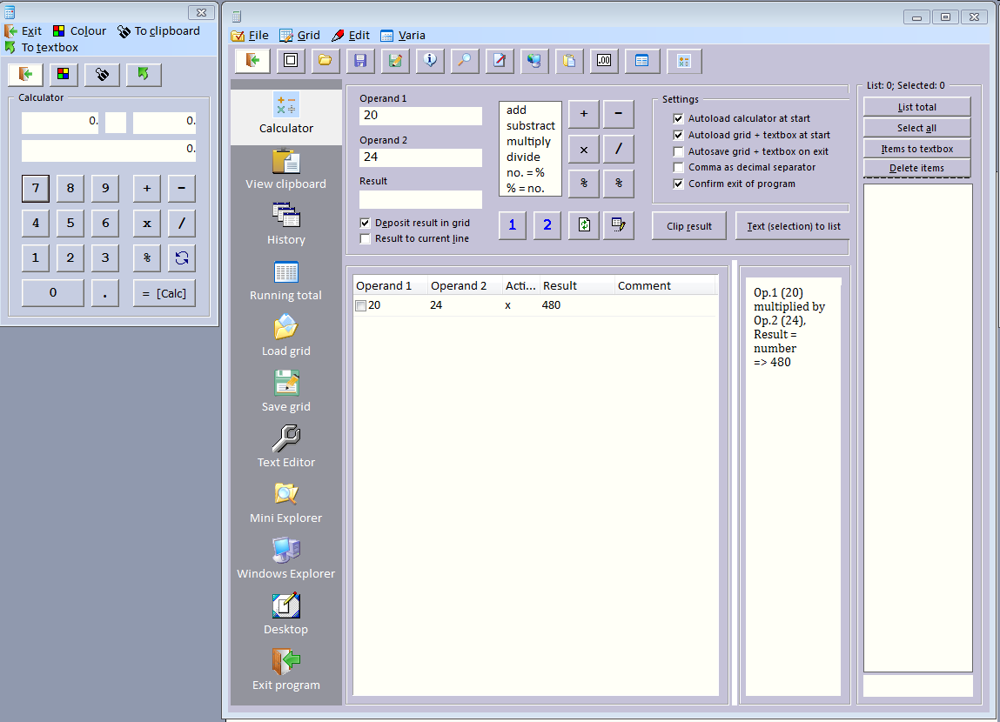 Exit Colour To clipboard
To textbox
Calculator
0. 0.
0.
7 8 9 + −
4 5 6 x /
1 2 3 %
0 . = [Calc]
File Grid Edit Varia
.00
Calculator
View clipboard
History
Running total
Load grid
Save grid
Text Editor
Mini Explorer
Windows Explorer
Desktop
Exit program
Operand 1
20
Operand 2
24
Result
Deposit result in grid
Result to current line
add
substract
multiply
divide
no. = %
% = no.
+ −
x /
% %
1 2
Settings
Autoload calculator at start
Autoload grid + textbox at start
Autosave grid + textbox on exit
Comma as decimal separator
Confirm exit of program
Clip result Text (selection) to list
Operand 1 Operand 2 Acti... Result Comment
20 24 x 480
Op.1 (20)
multiplied by
Op.2 (24),
Result =
number
=> 480
List: 0; Selected: 0
List total
Select all
Items to textbox
Delete items